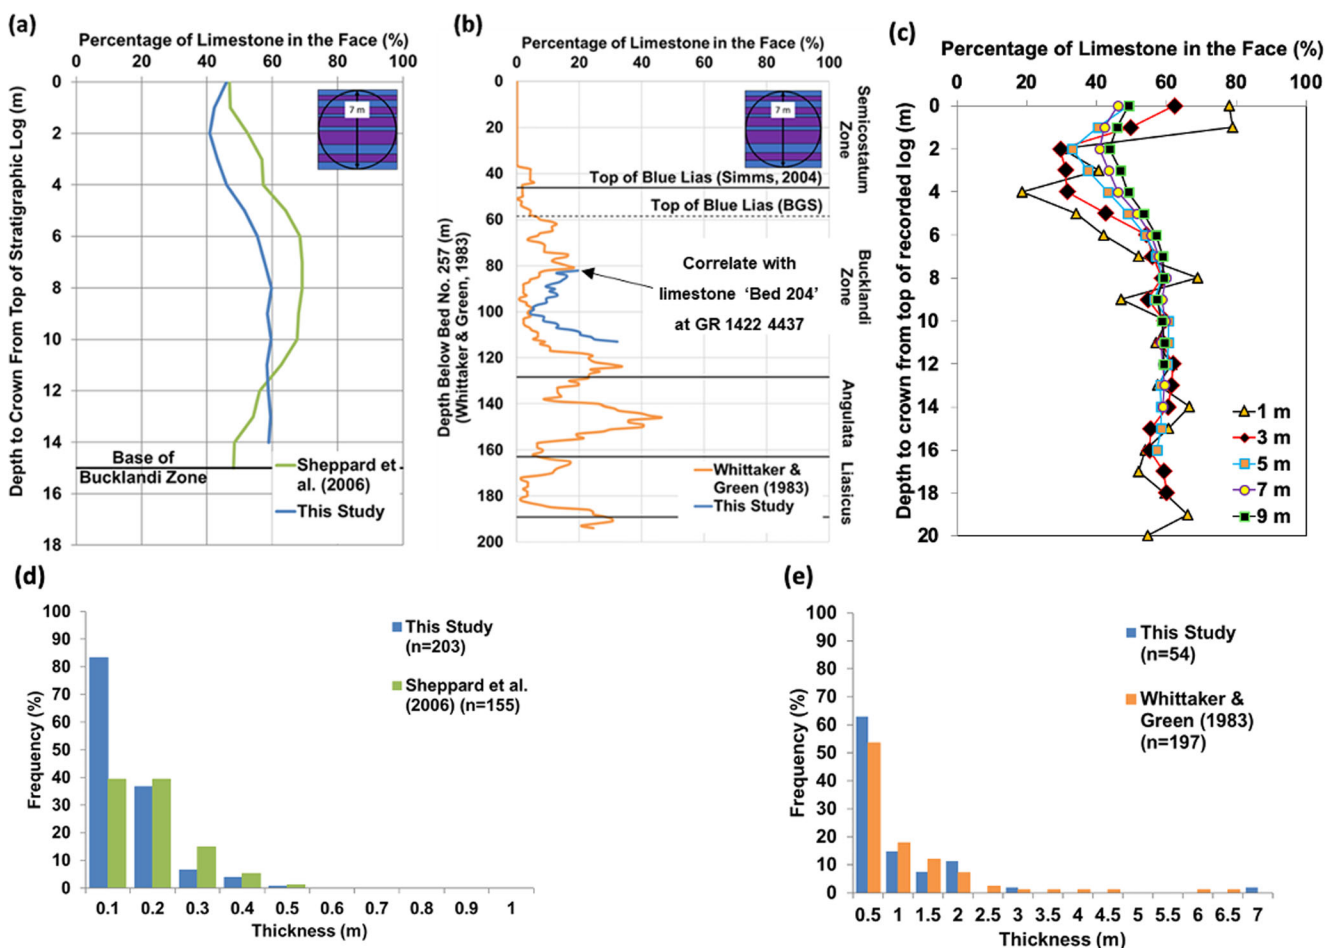 (a)
Percentage of Limestone in the Face (%)
0 20 40 60 80 100
Depth to Crown From Top of Stratigraphic Log (m)
0
2
4
6
8
10
12
14
16
18
7 m
Base of
Bucklandi Zone
Sheppard et
al. (2006)
This Study
(b)
Percentage of Limestone in the Face (%)
0 20 40 60 80 100
Depth Below Bed No. 257 (m)
(Whittaker & Green, 1983)
0
20
40
60
80
100
120
140
160
180
200
7 m
Top of Blue Lias (Simms, 2004)
Top of Blue Lias (BGS)
Correlate with
limestone ‘Bed 204’
at GR 1422 4437
Semicostatum
Zone
Bucklandi
Zone
Angulata
Liasicus
Whittaker &
Green (1983)
This Study
(c)
Percentage of Limestone in the Face (%)
0 20 40 60 80 100
Depth to crown from top of recorded log (m)
0
2
4
6
8
10
12
14
16
18
20
1 m
3 m
5 m
7 m
9 m
(d)
Frequency (%)
100
90
80
70
60
50
40
30
20
10
0
0.1 0.2 0.3 0.4 0.5 0.6 0.7 0.8 0.9 1
Thickness (m)
This Study
(n=203)
Sheppard et al.
(2006) (n=155)
(e)
Frequency (%)
100
90
80
70
60
50
40
30
20
10
0
0.5 1 1.5 2 2.5 3 3.5 4 4.5 5 5.5 6 6.5 7
Thickness (m)
This Study
(n=54)
Whittaker &
Green (1983)
(n=197)